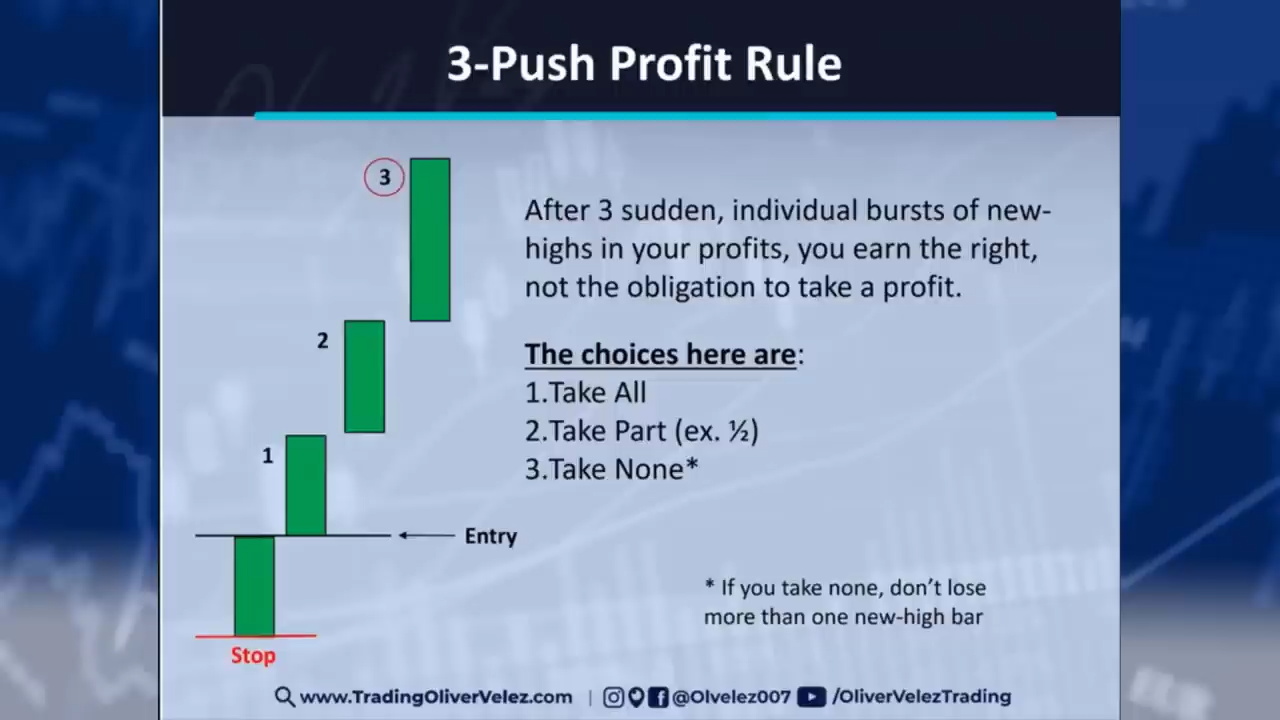 3-Push Profit Rule
3
After 3 sudden, individual bursts of new-
highs in your profits, you earn the right,
not the obligation to take a profit.
2
The choices here are:
1.Take All
2.Take Part (ex. ½)
3.Take None*
1
Entry
* If you take none, don’t lose
more than one new-high bar
Stop
www.TradingOliverVelez.com | @Olvelez007 /OliverVelezTrading